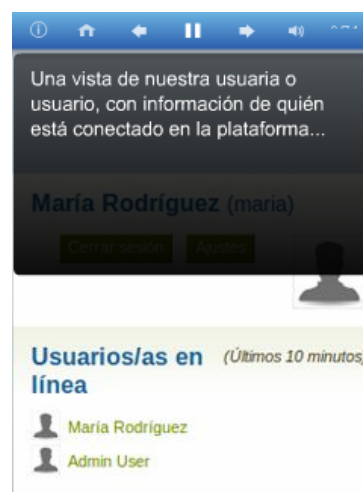 Una vista de nuestra usuaria o
usuario, con información de quién
está conectado en la plataforma...
María Rodríguez (maria)
Cerrar sesión Ajustes
Usuarios/as en (Últimos 10 minutos)
línea
María Rodríguez
Admin User